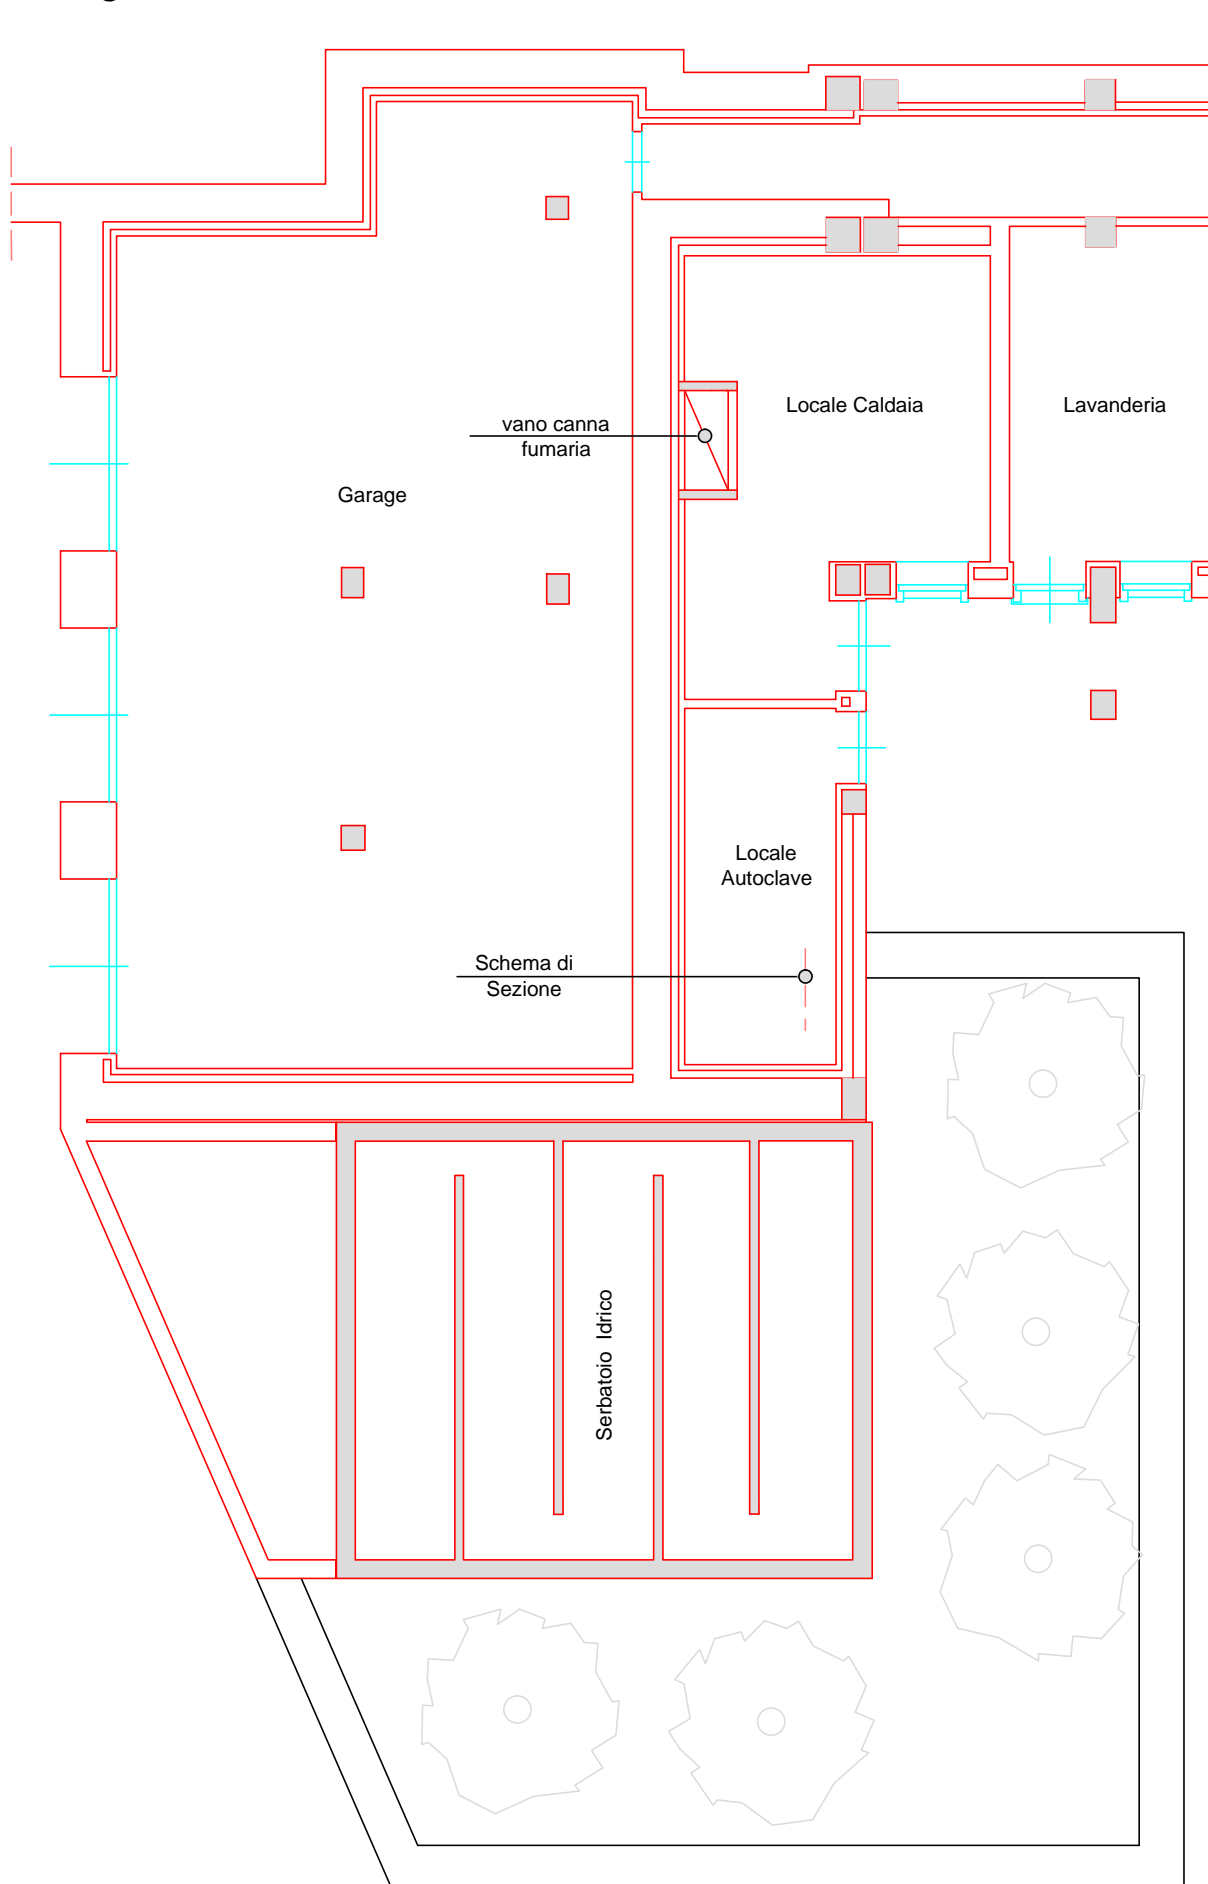 Locale Caldaia
Lavanderia
vano canna
fumaria
Garage
Locale
Autoclave
Schema di
Sezione
Serbatoio Idrico